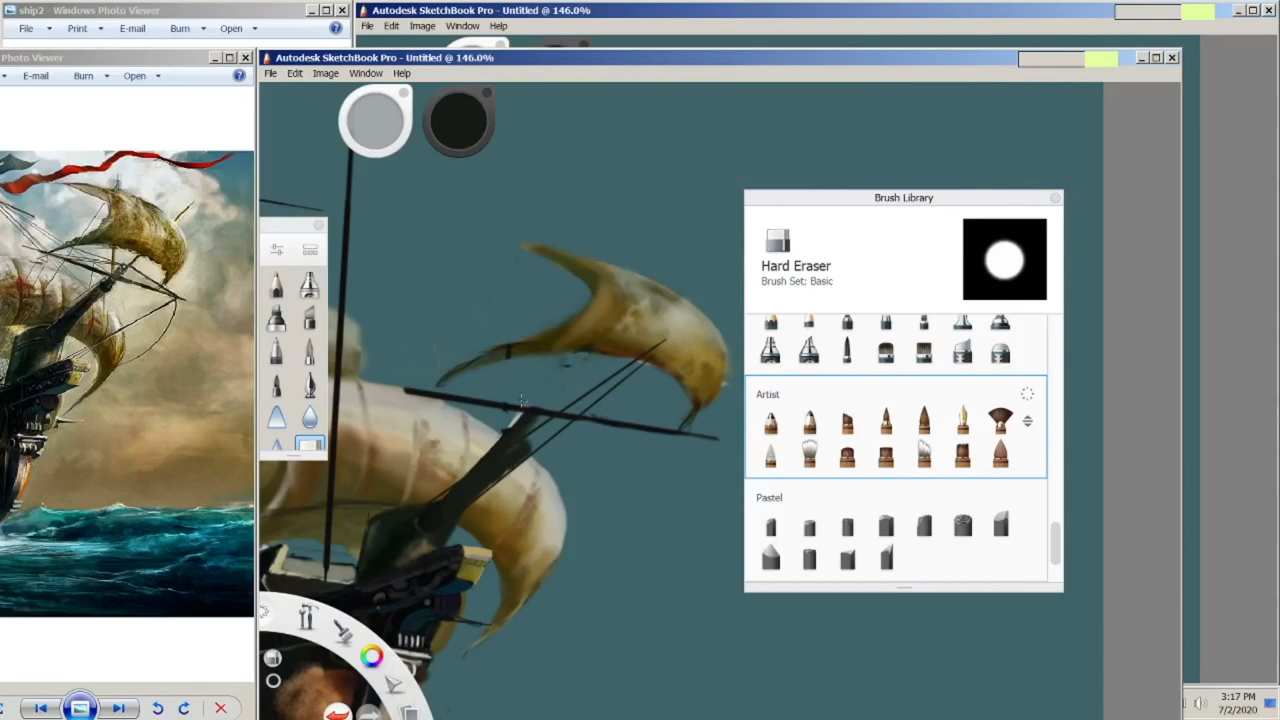 ship2 - Windows Photo Viewer
File Print E-mail Burn Open
Autodesk SketchBook Pro - Untitled @ 146.0%
File Edit Image Window Help
Photo Viewer
E-mail Burn Open
Autodesk SketchBook Pro - Untitled @ 146.0%
File Edit Image Window Help
Brush Library
Hard Eraser
Brush Set: Basic
Artist
Pastel
3:17 PM
7/2/2020